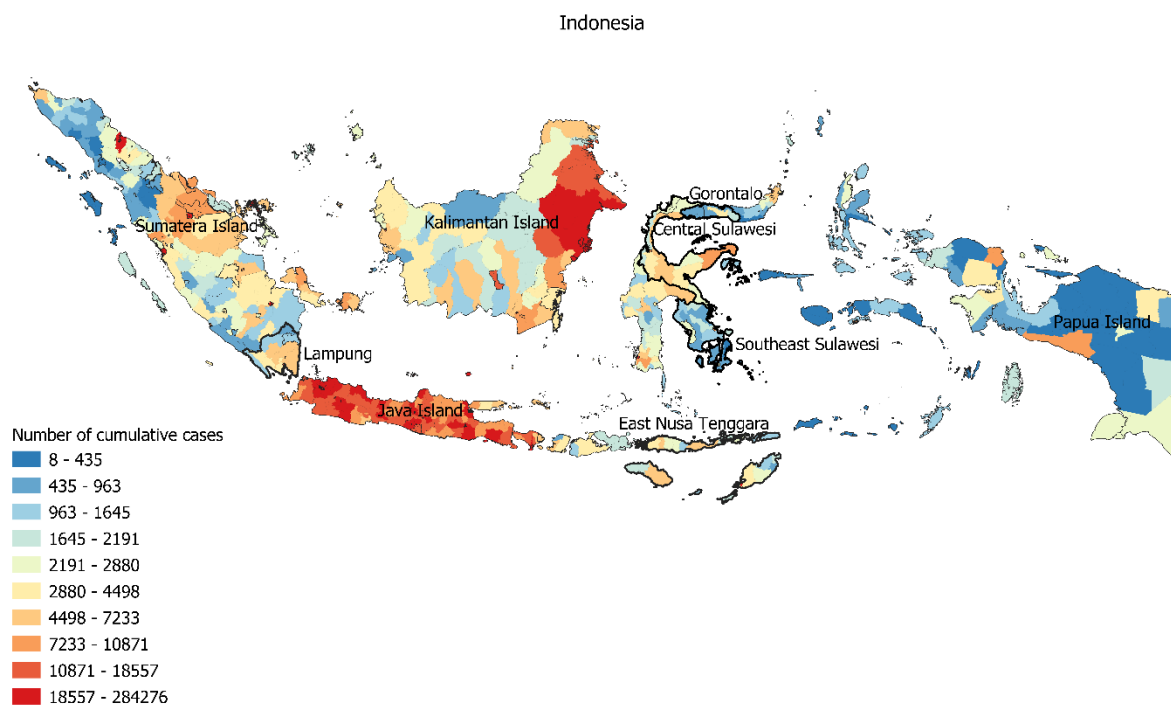 Indonesia
Gorontalo
Sumatera Island
Kalimantan Island
Central Sulawesi
Papua Island
Southeast Sulawesi
Lampung
Java Island
East Nusa Tenggara
Number of cumulative cases
8 - 435
435 - 963
963 - 1645
1645 - 2191
2191 - 2880
2880 - 4498
4498 - 7233
7233 - 10871
10871 - 18557
18557 - 284276